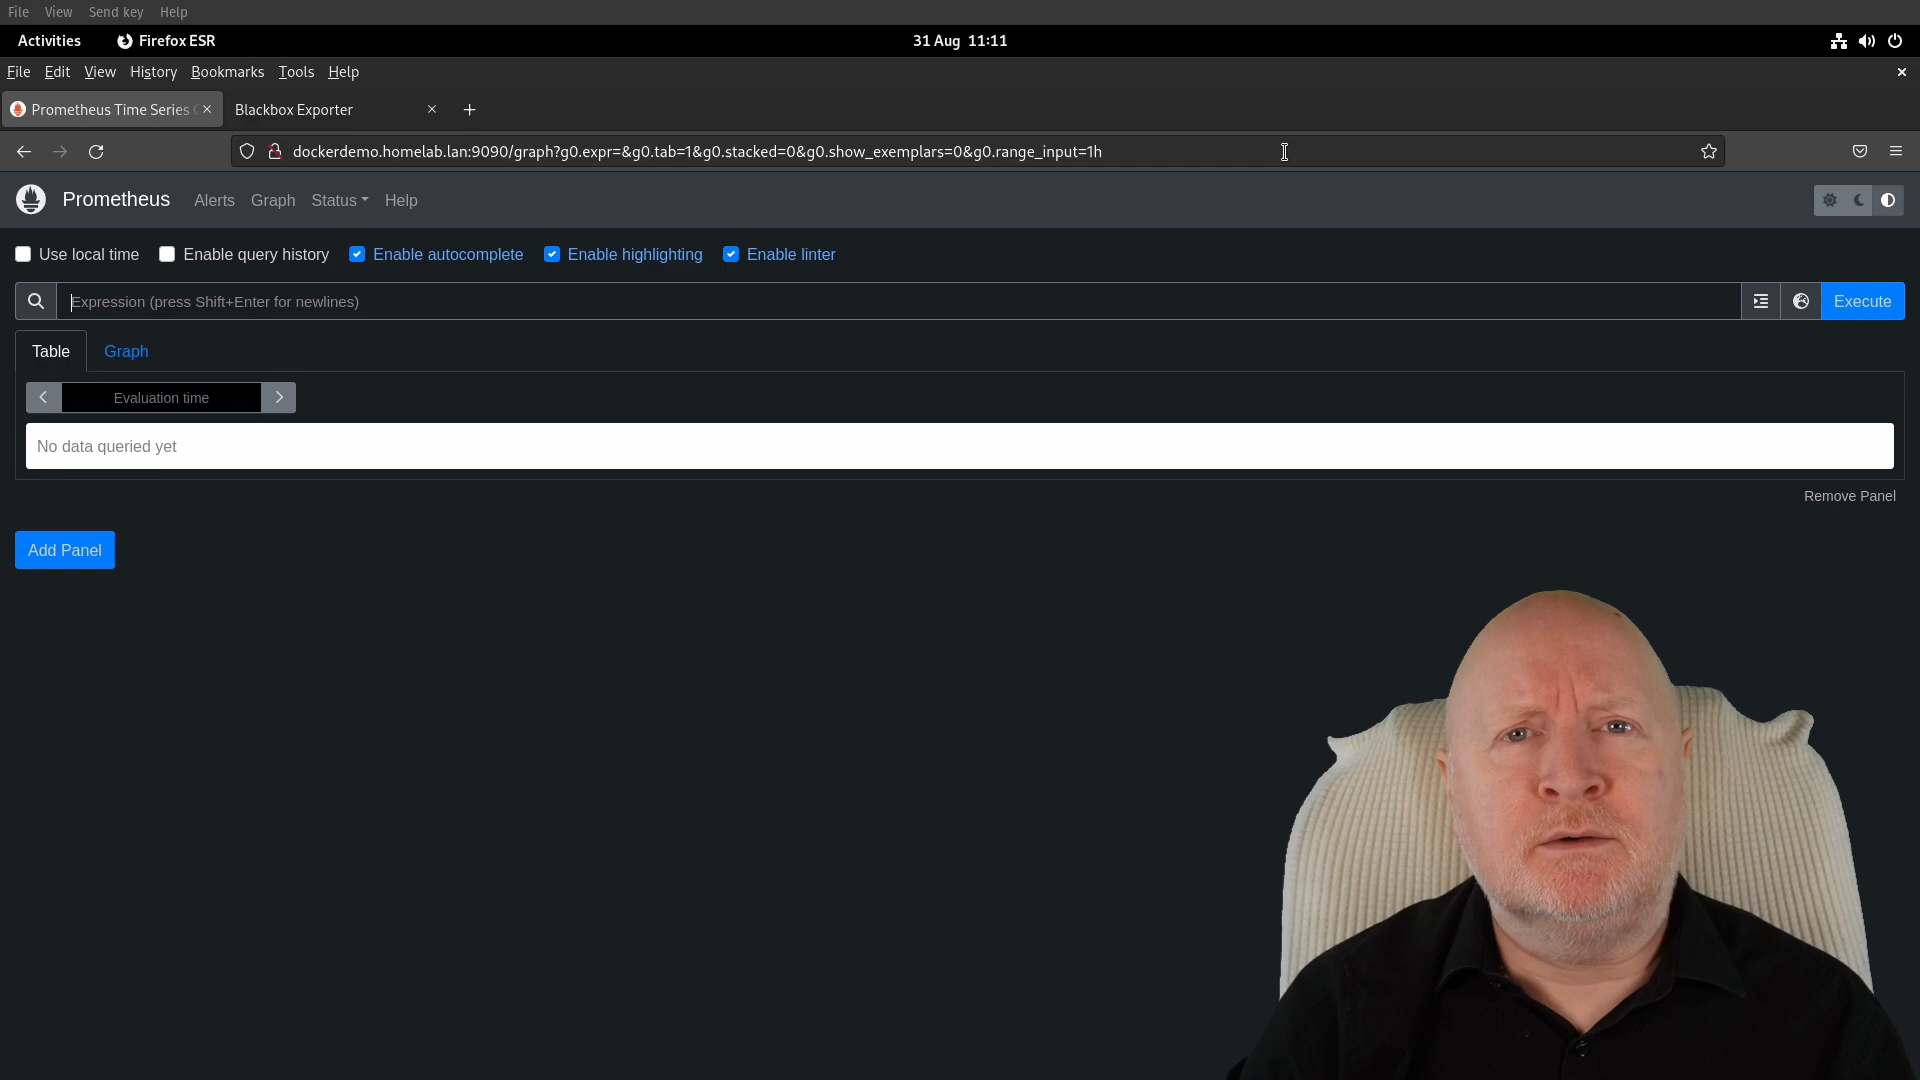 File View Send key Help
Activities Firefox ESR 31 Aug 11:11
File Edit View History Bookmarks Tools Help
Prometheus Time Series Blackbox Exporter
dockerdemo.homelab.lan:9090/graph?g0.expr=&g0.tab=1&g0.stacked=0&g0.show_exemplars=0&g0.range_input=1h
Prometheus Alerts Graph Status Help
Use local time Enable query history Enable autocomplete Enable highlighting Enable linter
Expression (press Shift+Enter for newlines) Execute
Table Graph
Evaluation time
No data queried yet
Remove Panel
Add Panel